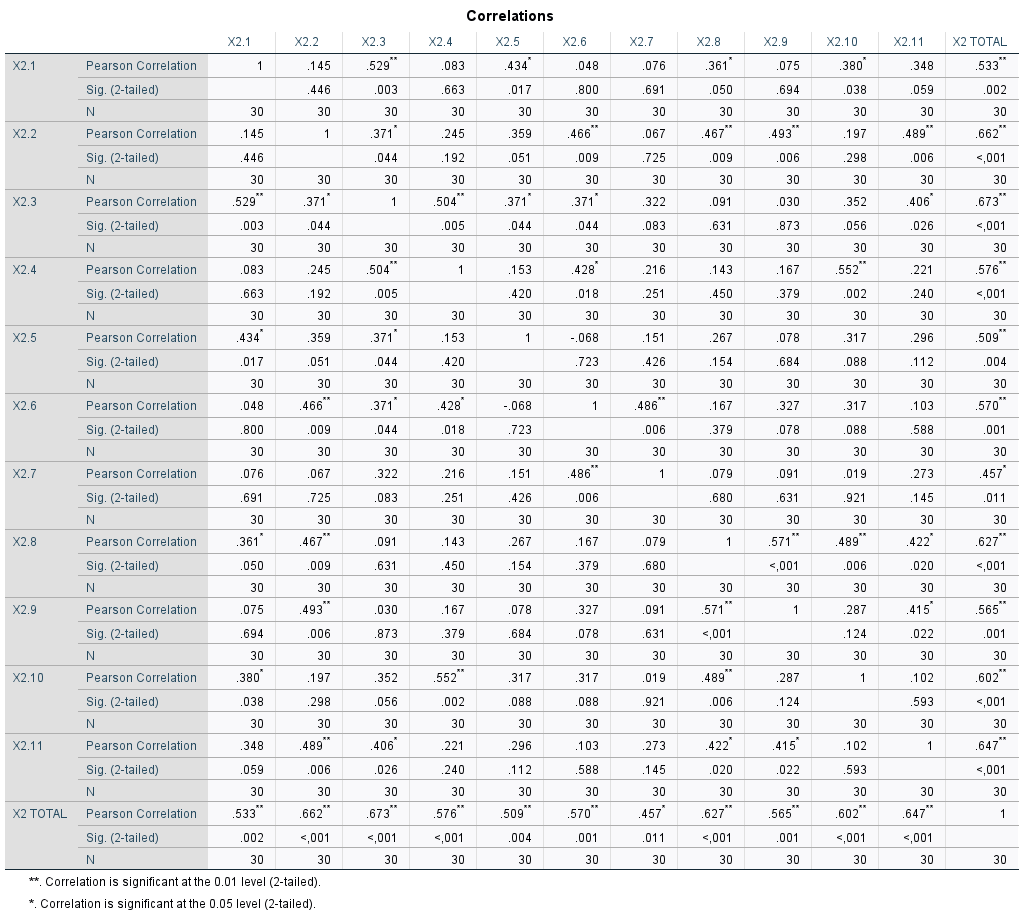 Correlations
X2.1 X2.2 X2.3 X2.4 X2.5 X2.6 X2.7 X2.8 X2.9 X2.10 X2.11 X2 TOTAL
X2.1 Pearson Correlation 1 .145 .529** .083 .434* .048 .076 .361* .075 .380* .348 .533**
Sig. (2-tailed) .446 .003 .663 .017 .800 .691 .050 .694 .038 .059 .002
N 30 30 30 30 30 30 30 30 30 30 30 30
X2.2 Pearson Correlation .145 1 .371* .245 .359 .466** .067 .467** .493** .197 .489** .662**
Sig. (2-tailed) .446 .044 .192 .051 .009 .725 .009 .006 .298 .006 <,001
N 30 30 30 30 30 30 30 30 30 30 30 30
X2.3 Pearson Correlation .529** .371* 1 .504** .371* .371* .322 .091 .030 .352 .406* .673**
Sig. (2-tailed) .003 .044 .005 .044 .044 .083 .631 .873 .056 .026 <,001
N 30 30 30 30 30 30 30 30 30 30 30 30
X2.4 Pearson Correlation .083 .245 .504** 1 .153 .428* .216 .143 .167 .552** .221 .576**
Sig. (2-tailed) .663 .192 .005 .420 .018 .251 .450 .379 .002 .240 <,001
N 30 30 30 30 30 30 30 30 30 30 30 30
X2.5 Pearson Correlation .434* .359 .371* .153 1 -.068 .151 .267 .078 .317 .296 .509**
Sig. (2-tailed) .017 .051 .044 .420 .723 .426 .154 .684 .088 .112 .004
N 30 30 30 30 30 30 30 30 30 30 30 30
X2.6 Pearson Correlation .048 .466** .371* .428* -.068 1 .486** .167 .327 .317 .103 .570**
Sig. (2-tailed) .800 .009 .044 .018 .723 .006 .379 .078 .088 .588 .001
N 30 30 30 30 30 30 30 30 30 30 30 30
X2.7 Pearson Correlation .076 .067 .322 .216 .151 .486** 1 .079 .091 .019 .273 .457*
Sig. (2-tailed) .691 .725 .083 .251 .426 .006 .680 .631 .921 .145 .011
N 30 30 30 30 30 30 30 30 30 30 30 30
X2.8 Pearson Correlation .361* .467** .091 .143 .267 .167 .079 1 .571** .489** .422* .627**
Sig. (2-tailed) .050 .009 .631 .450 .154 .379 .680 <,001 .006 .020 <,001
N 30 30 30 30 30 30 30 30 30 30 30 30
X2.9 Pearson Correlation .075 .493** .030 .167 .078 .327 .091 .571** 1 .287 .415* .565**
Sig. (2-tailed) .694 .006 .873 .379 .684 .078 .631 <,001 .124 .022 .001
N 30 30 30 30 30 30 30 30 30 30 30 30
X2.10 Pearson Correlation .380* .197 .352 .552** .317 .317 .019 .489** .287 1 .102 .602**
Sig. (2-tailed) .038 .298 .056 .002 .088 .088 .921 .006 .124 .593 <,001
N 30 30 30 30 30 30 30 30 30 30 30 30
X2.11 Pearson Correlation .348 .489** .406* .221 .296 .103 .273 .422* .415* .102 1 .647**
Sig. (2-tailed) .059 .006 .026 .240 .112 .588 .145 .020 .022 .593 <,001
N 30 30 30 30 30 30 30 30 30 30 30 30
X2 TOTAL Pearson Correlation .533** .662** .673** .576** .509** .570** .457* .627** .565** .602** .647** 1
Sig. (2-tailed) .002 <,001 <,001 <,001 .004 .001 .011 <,001 .001 <,001 <,001
N 30 30 30 30 30 30 30 30 30 30 30 30
**. Correlation is significant at the 0.01 level (2-tailed).
*. Correlation is significant at the 0.05 level (2-tailed).